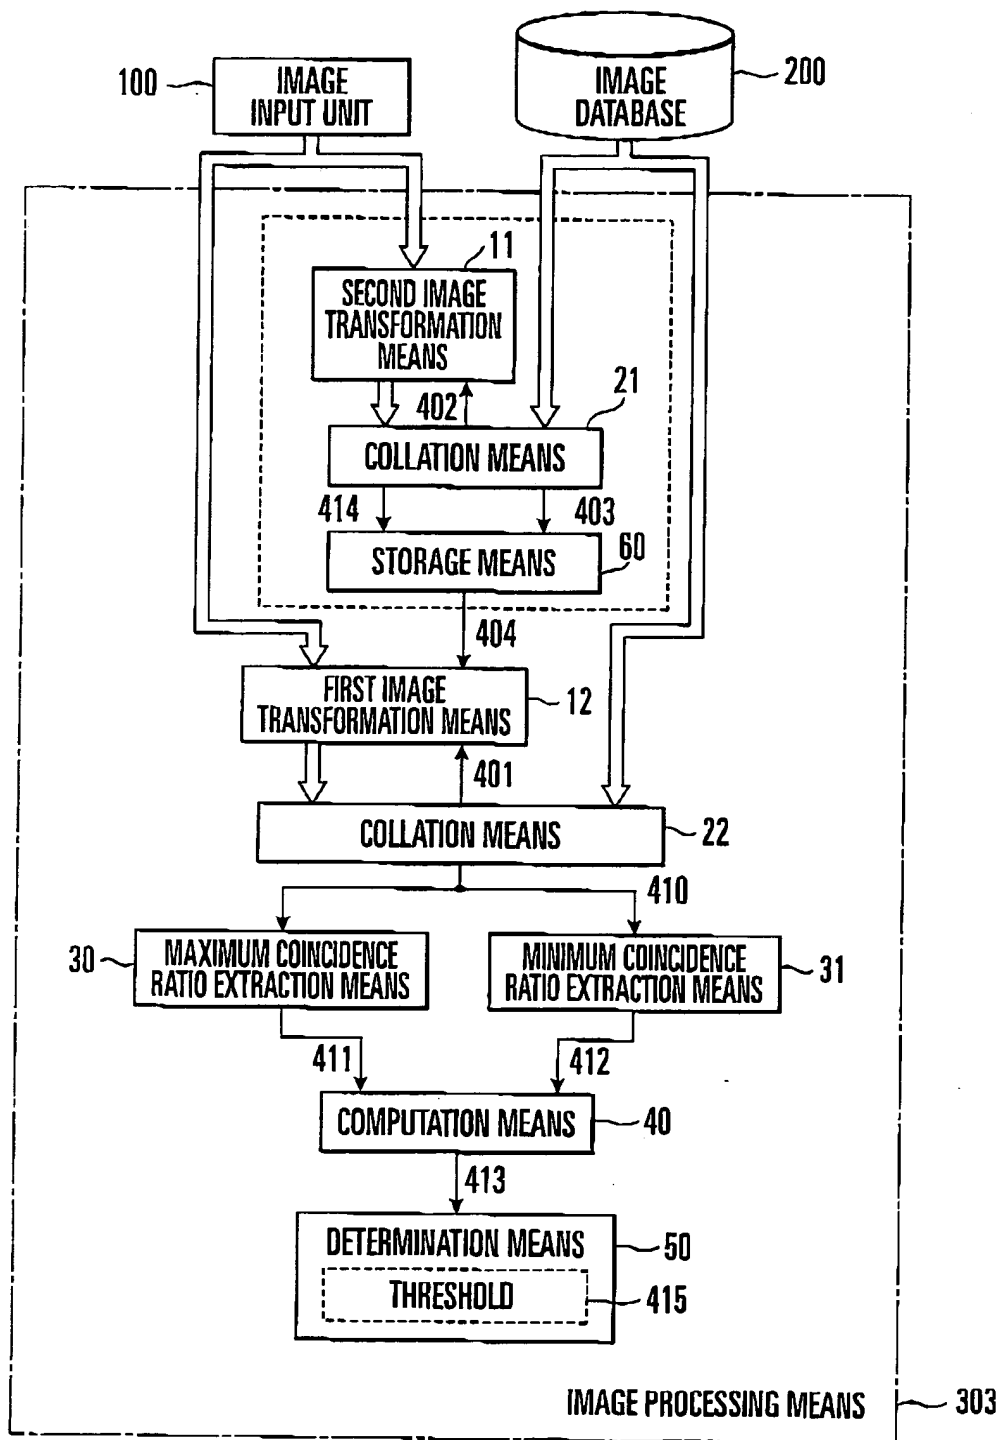 100
IMAGE
INPUT UNIT
IMAGE
DATABASE
200
11
SECOND IMAGE
TRANSFORMATION
MEANS
402
21
COLLATION MEANS
414
403
STORAGE MEANS
60
404
FIRST IMAGE
TRANSFORMATION MEANS
12
401
COLLATION MEANS
22
410
30
MAXIMUM COINCIDENCE
RATIO EXTRACTION MEANS
MINIMUM COINCIDENCE
RATIO EXTRACTION MEANS
31
411
412
COMPUTATION MEANS
40
413
DETERMINATION MEANS
50
THRESHOLD
415
IMAGE PROCESSING MEANS
303